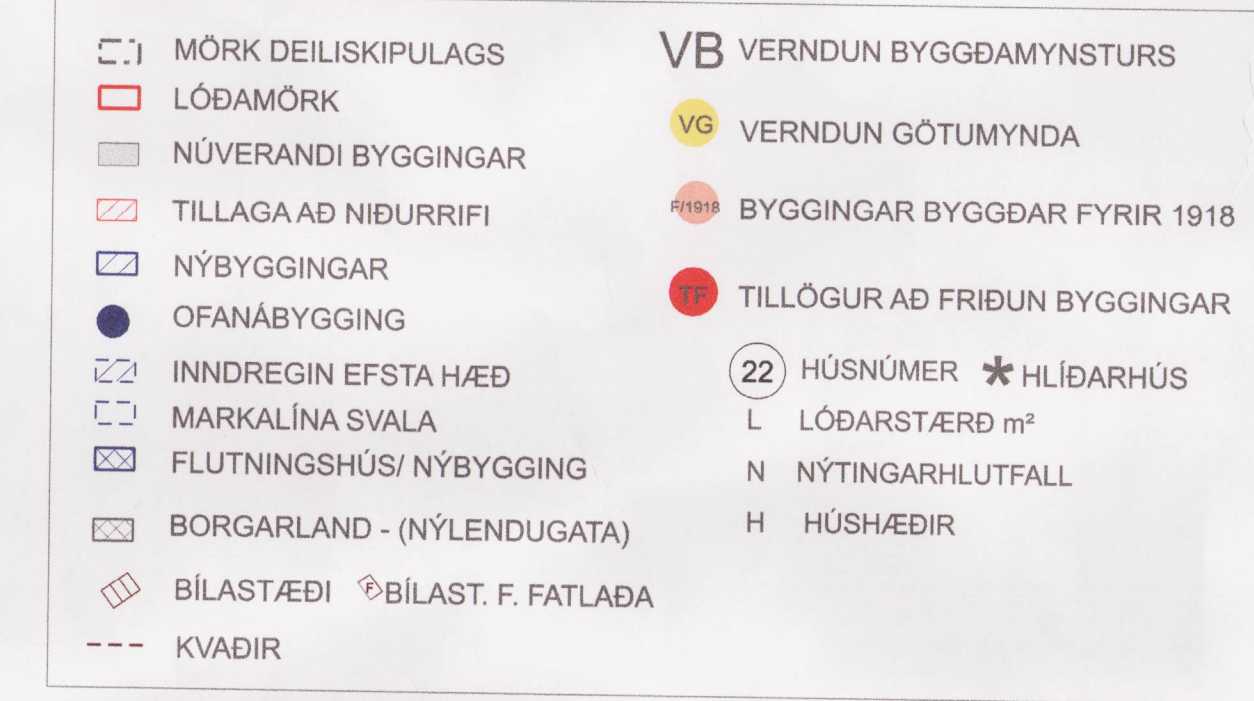 MÖRK DEILISKIPULAGS
LÓÐAMÖRK
NÚVERANDI BYGGINGAR
TILLAGA AÐ NIÐURRIFI
NÝBYGGINGAR
OFANÁBYGGING
INNDREGIN EFSTA HÆÐ
MARKALÍNA SVALA
FLUTNINGSHÚS/ NÝBYGGING
BORGARLAND - (NÝLENDUGATA)
BÍLASTÆÐI F BÍLAST. F. FATLAÐA
KVAÐIR
VB VERNDUN BYGGÐAMYNSTURS
VG VERNDUN GÖTUMYNDA
F/1918 BYGGINGAR BYGGÐAR FYRIR 1918
TF TILLÖGUR AÐ FRIÐUN BYGGINGAR
22 HÚSNÚMER * HLÍÐARHÚS
L LÓÐARSTÆRÐ m²
N NÝTINGARHLUTFALL
H HÚSHÆÐIR